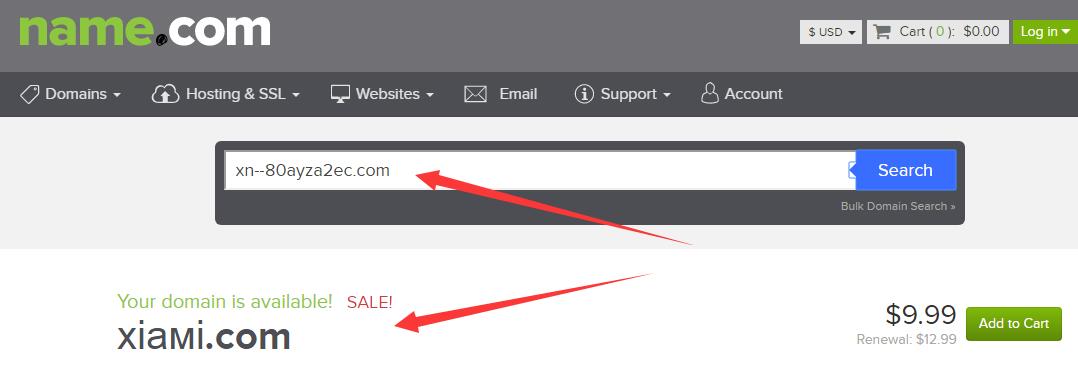 name.com
$ USD
Cart ( 0 ): $0.00
Log in
Domains
Hosting & SSL
Websites
Email
Support
Account
xn--80ayza2ec.com
Search
Bulk Domain Search »
Your domain is available! SALE!
хіамі.com
$9.99
Renewal: $12.99
Add to Cart